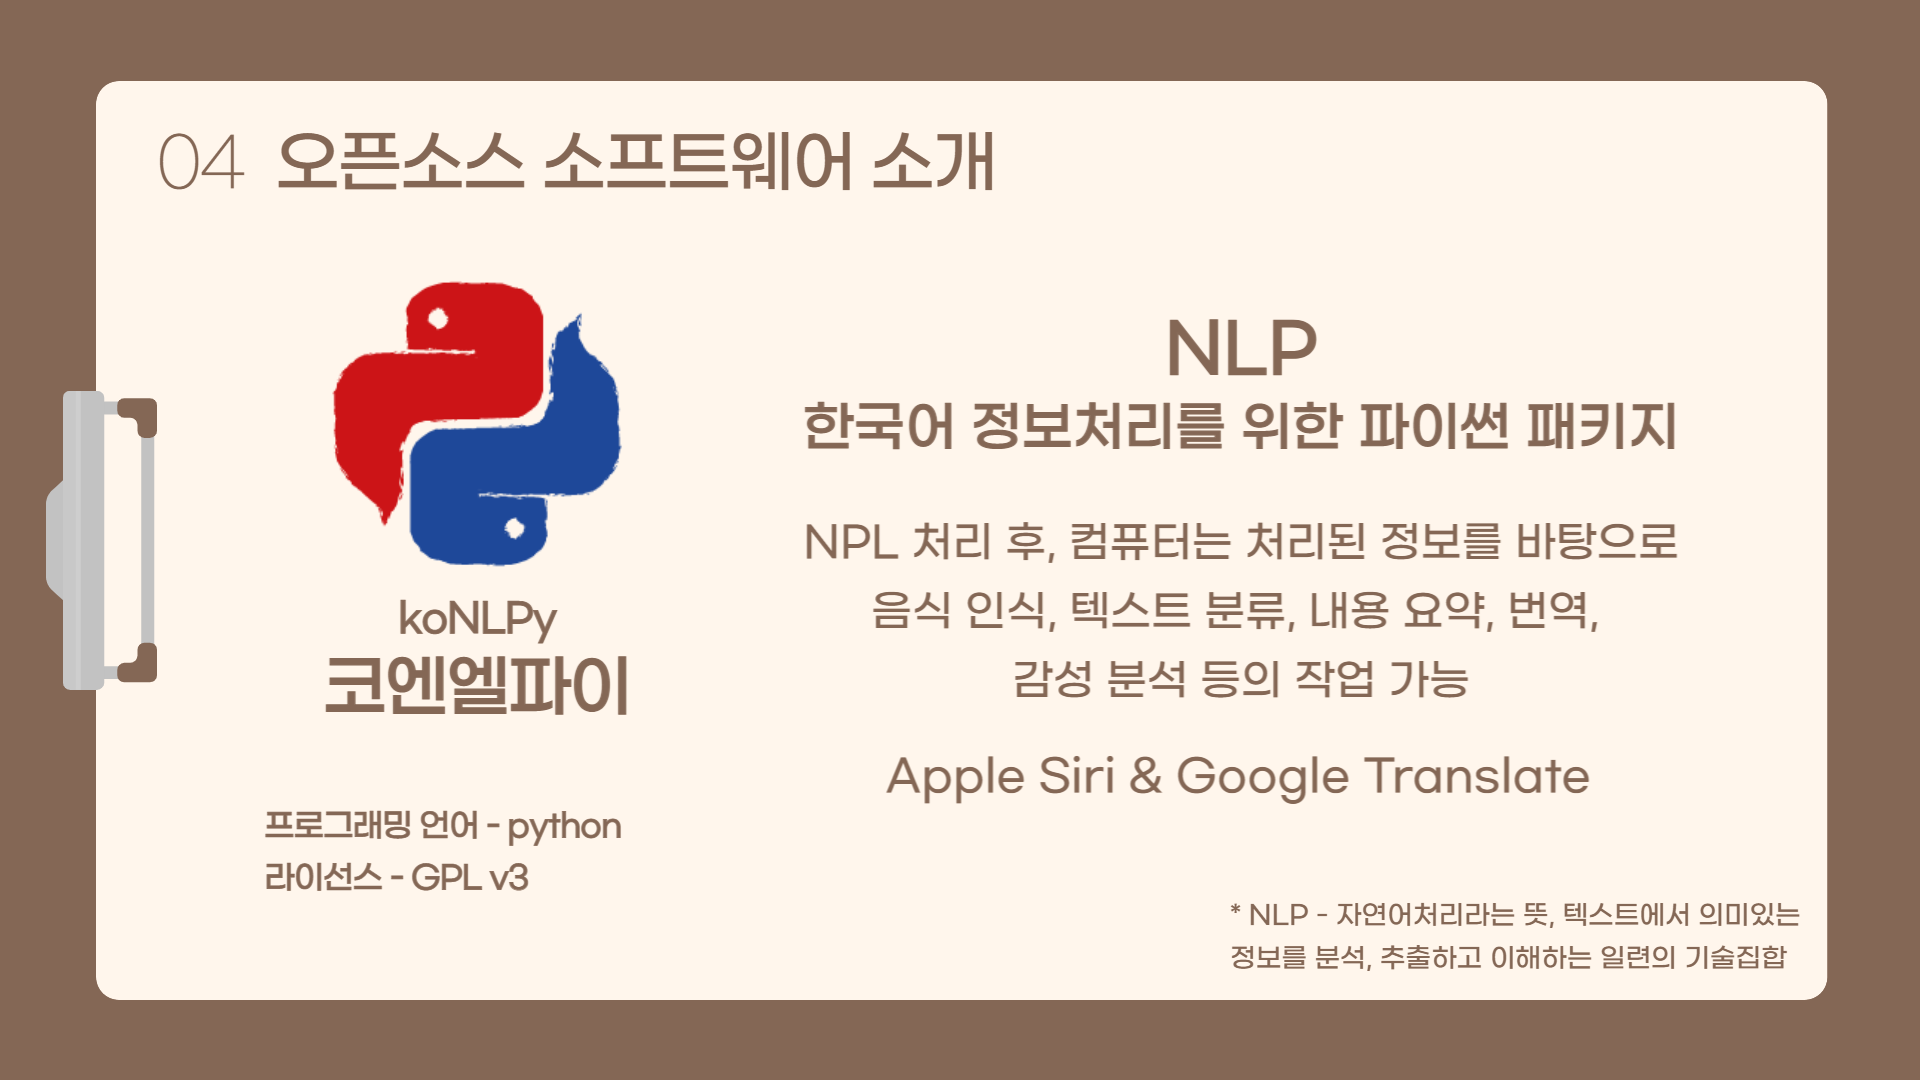 04 오픈소스 소프트웨어 소개
koNLPy
코엔엘파이
프로그래밍 언어 - python
라이선스 - GPL v3
NLP
한국어 정보처리를 위한 파이썬 패키지
NPL 처리 후, 컴퓨터는 처리된 정보를 바탕으로
음식 인식, 텍스트 분류, 내용 요약, 번역,
감성 분석 등의 작업 가능
Apple Siri & Google Translate
* NLP - 자연어처리라는 뜻, 텍스트에서 의미있는
정보를 분석, 추출하고 이해하는 일련의 기술집합